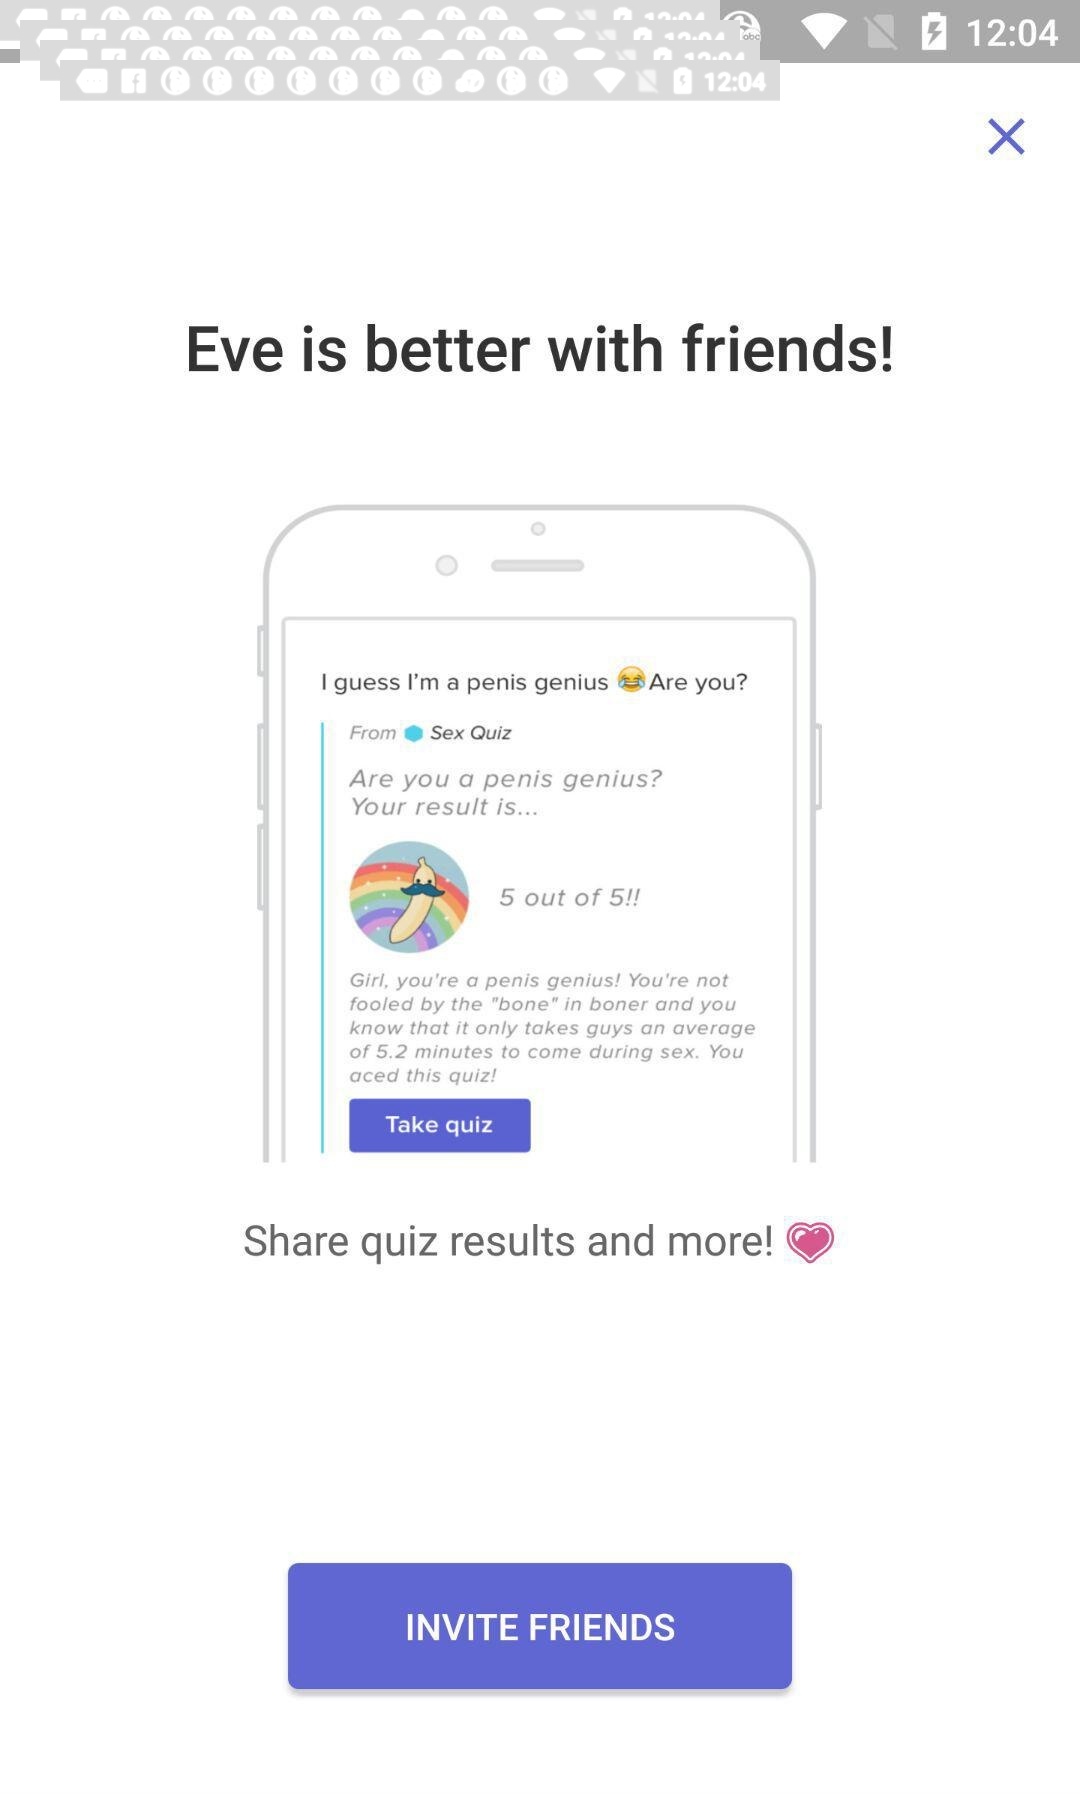 12:04
12:04
Eve is better with friends!
I guess I'm a penis genius 😂 Are you?
From Sex Quiz
Are you a penis genius?
Your result is...
5 out of 5!!
Girl, you're a penis genius! You're not
fooled by the "bone" in boner and you
know that it only takes guys an average
of 5.2 minutes to come during sex. You
aced this quiz!
Take quiz
Share quiz results and more! 💗
INVITE FRIENDS